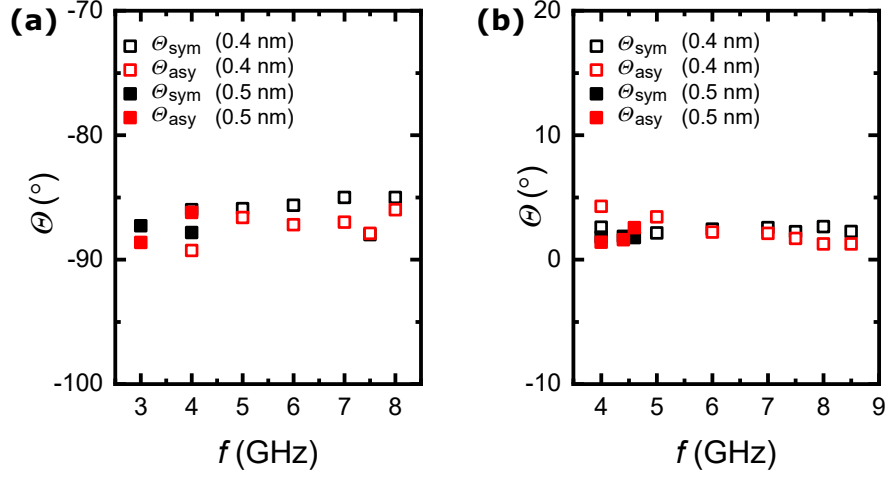 (a)
-70
-80
-90
-100
Θ (°)
Θsym (0.4 nm)
Θasy (0.4 nm)
Θsym (0.5 nm)
Θasy (0.5 nm)
3 4 5 6 7 8
f (GHz)
(b)
20
10
0
-10
Θ (°)
Θsym (0.4 nm)
Θasy (0.4 nm)
Θsym (0.5 nm)
Θasy (0.5 nm)
4 5 6 7 8 9
f (GHz)